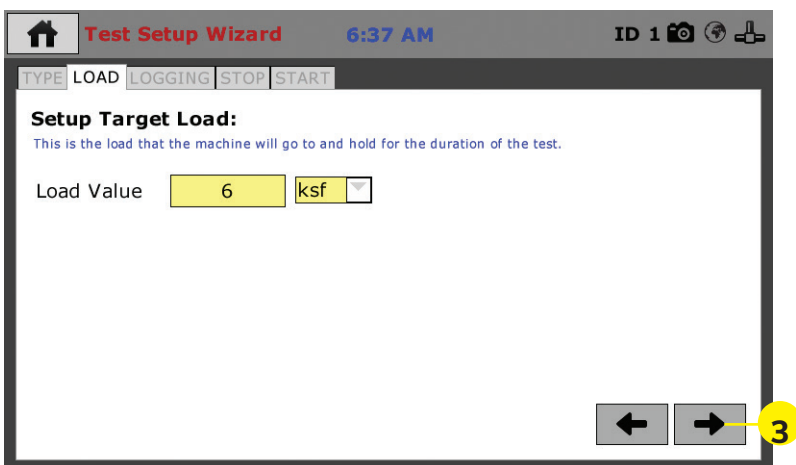 Test Setup Wizard 6:37 AM ID 1
TYPE LOAD LOGGING STOP START
Setup Target Load:
This is the load that the machine will go to and hold for the duration of the test.
Load Value 6 ksf
3